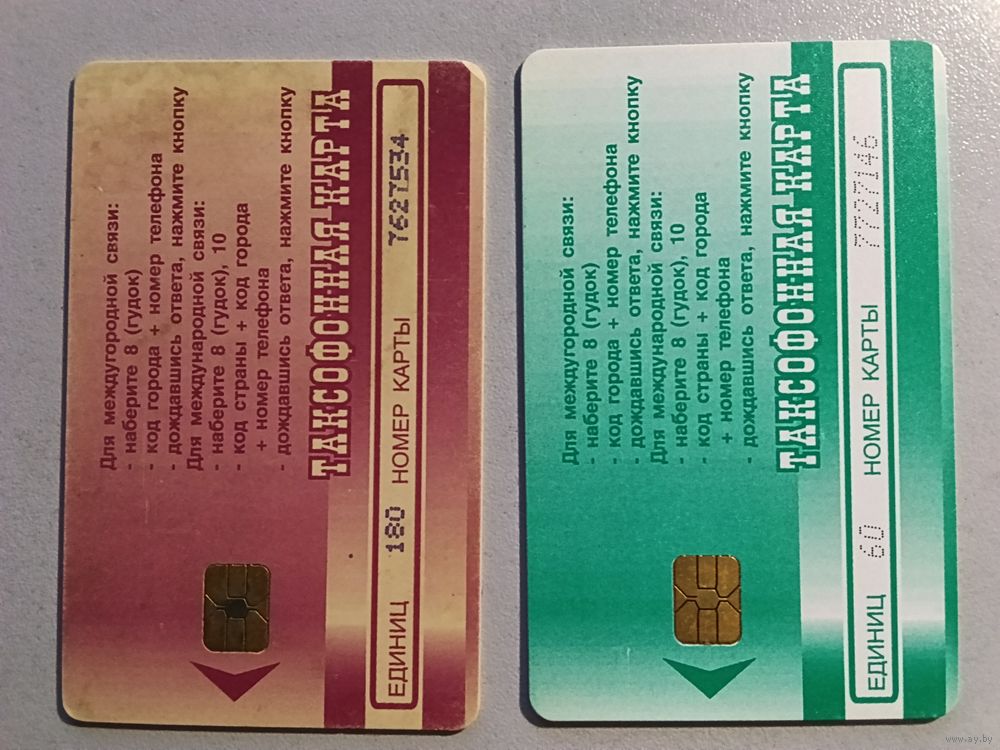 Для междугородной связи:
- наберите 8 (гудок)
- код города + номер телефона
- дождавшись ответа, нажмите кнопку
Для международной связи:
- наберите 8 (гудок), 10
- код страны + код города
+ номер телефона
- дождавшись ответа, нажмите кнопку
ТАКСОФОННАЯ КАРТА
ЕДИНИЦ 180 НОМЕР КАРТЫ 7627534
Для междугородной связи:
- наберите 8 (гудок)
- код города + номер телефона
- дождавшись ответа, нажмите кнопку
Для международной связи:
- наберите 8 (гудок), 10
- код страны + код города
+ номер телефона
- дождавшись ответа, нажмите кнопку
ТАКСОФОННАЯ КАРТА
ЕДИНИЦ 60 НОМЕР КАРТЫ 7727146
www.ay.by